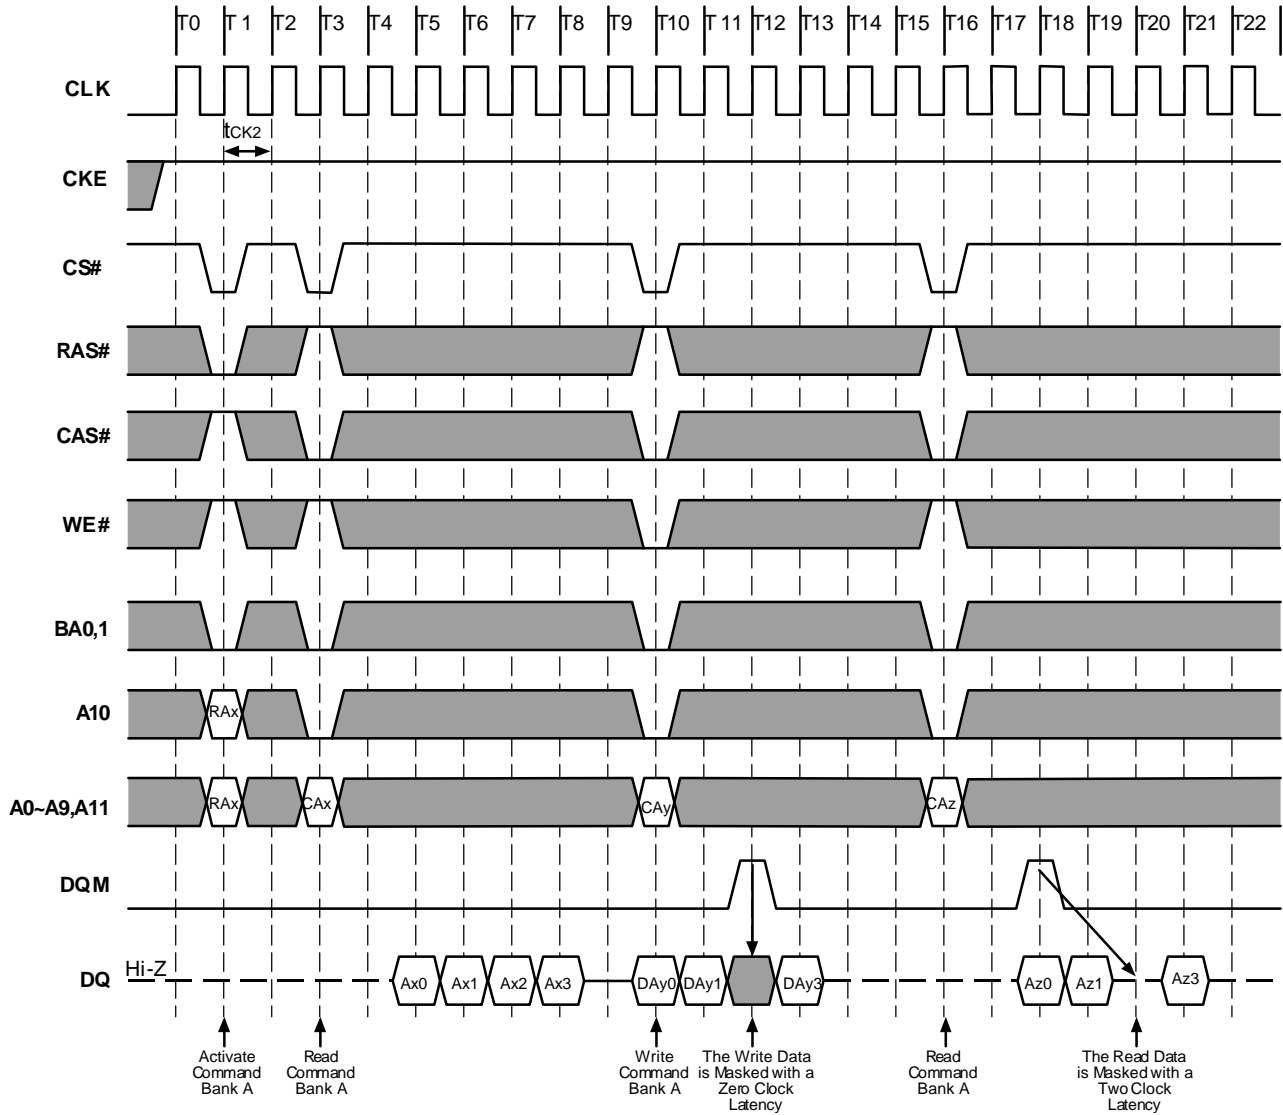 T0 T 1 T2 T3 T4 T5 T6 T7 T8 T9 T10 T 11 T12 T13 T14 T15 T16 T17 T18 T19 T20 T21 T22
CLK
tCK2
CKE
CS#
RAS#
CAS#
WE#
BA0,1
A10 RAx
A0~A9,A11 RAx CAx CAy CAz
DQM
DQ Hi-Z Ax0 Ax1 Ax2 Ax3 DAy0 DAy1 DAy3 Az0 Az1 Az3
Activate
Command
Bank A
Read
Command
Bank A
Write
Command
Bank A
The Write Data
is Masked with a
Zero Clock
Latency
Read
Command
Bank A
The Read Data
is Masked with a
Two Clock
Latency